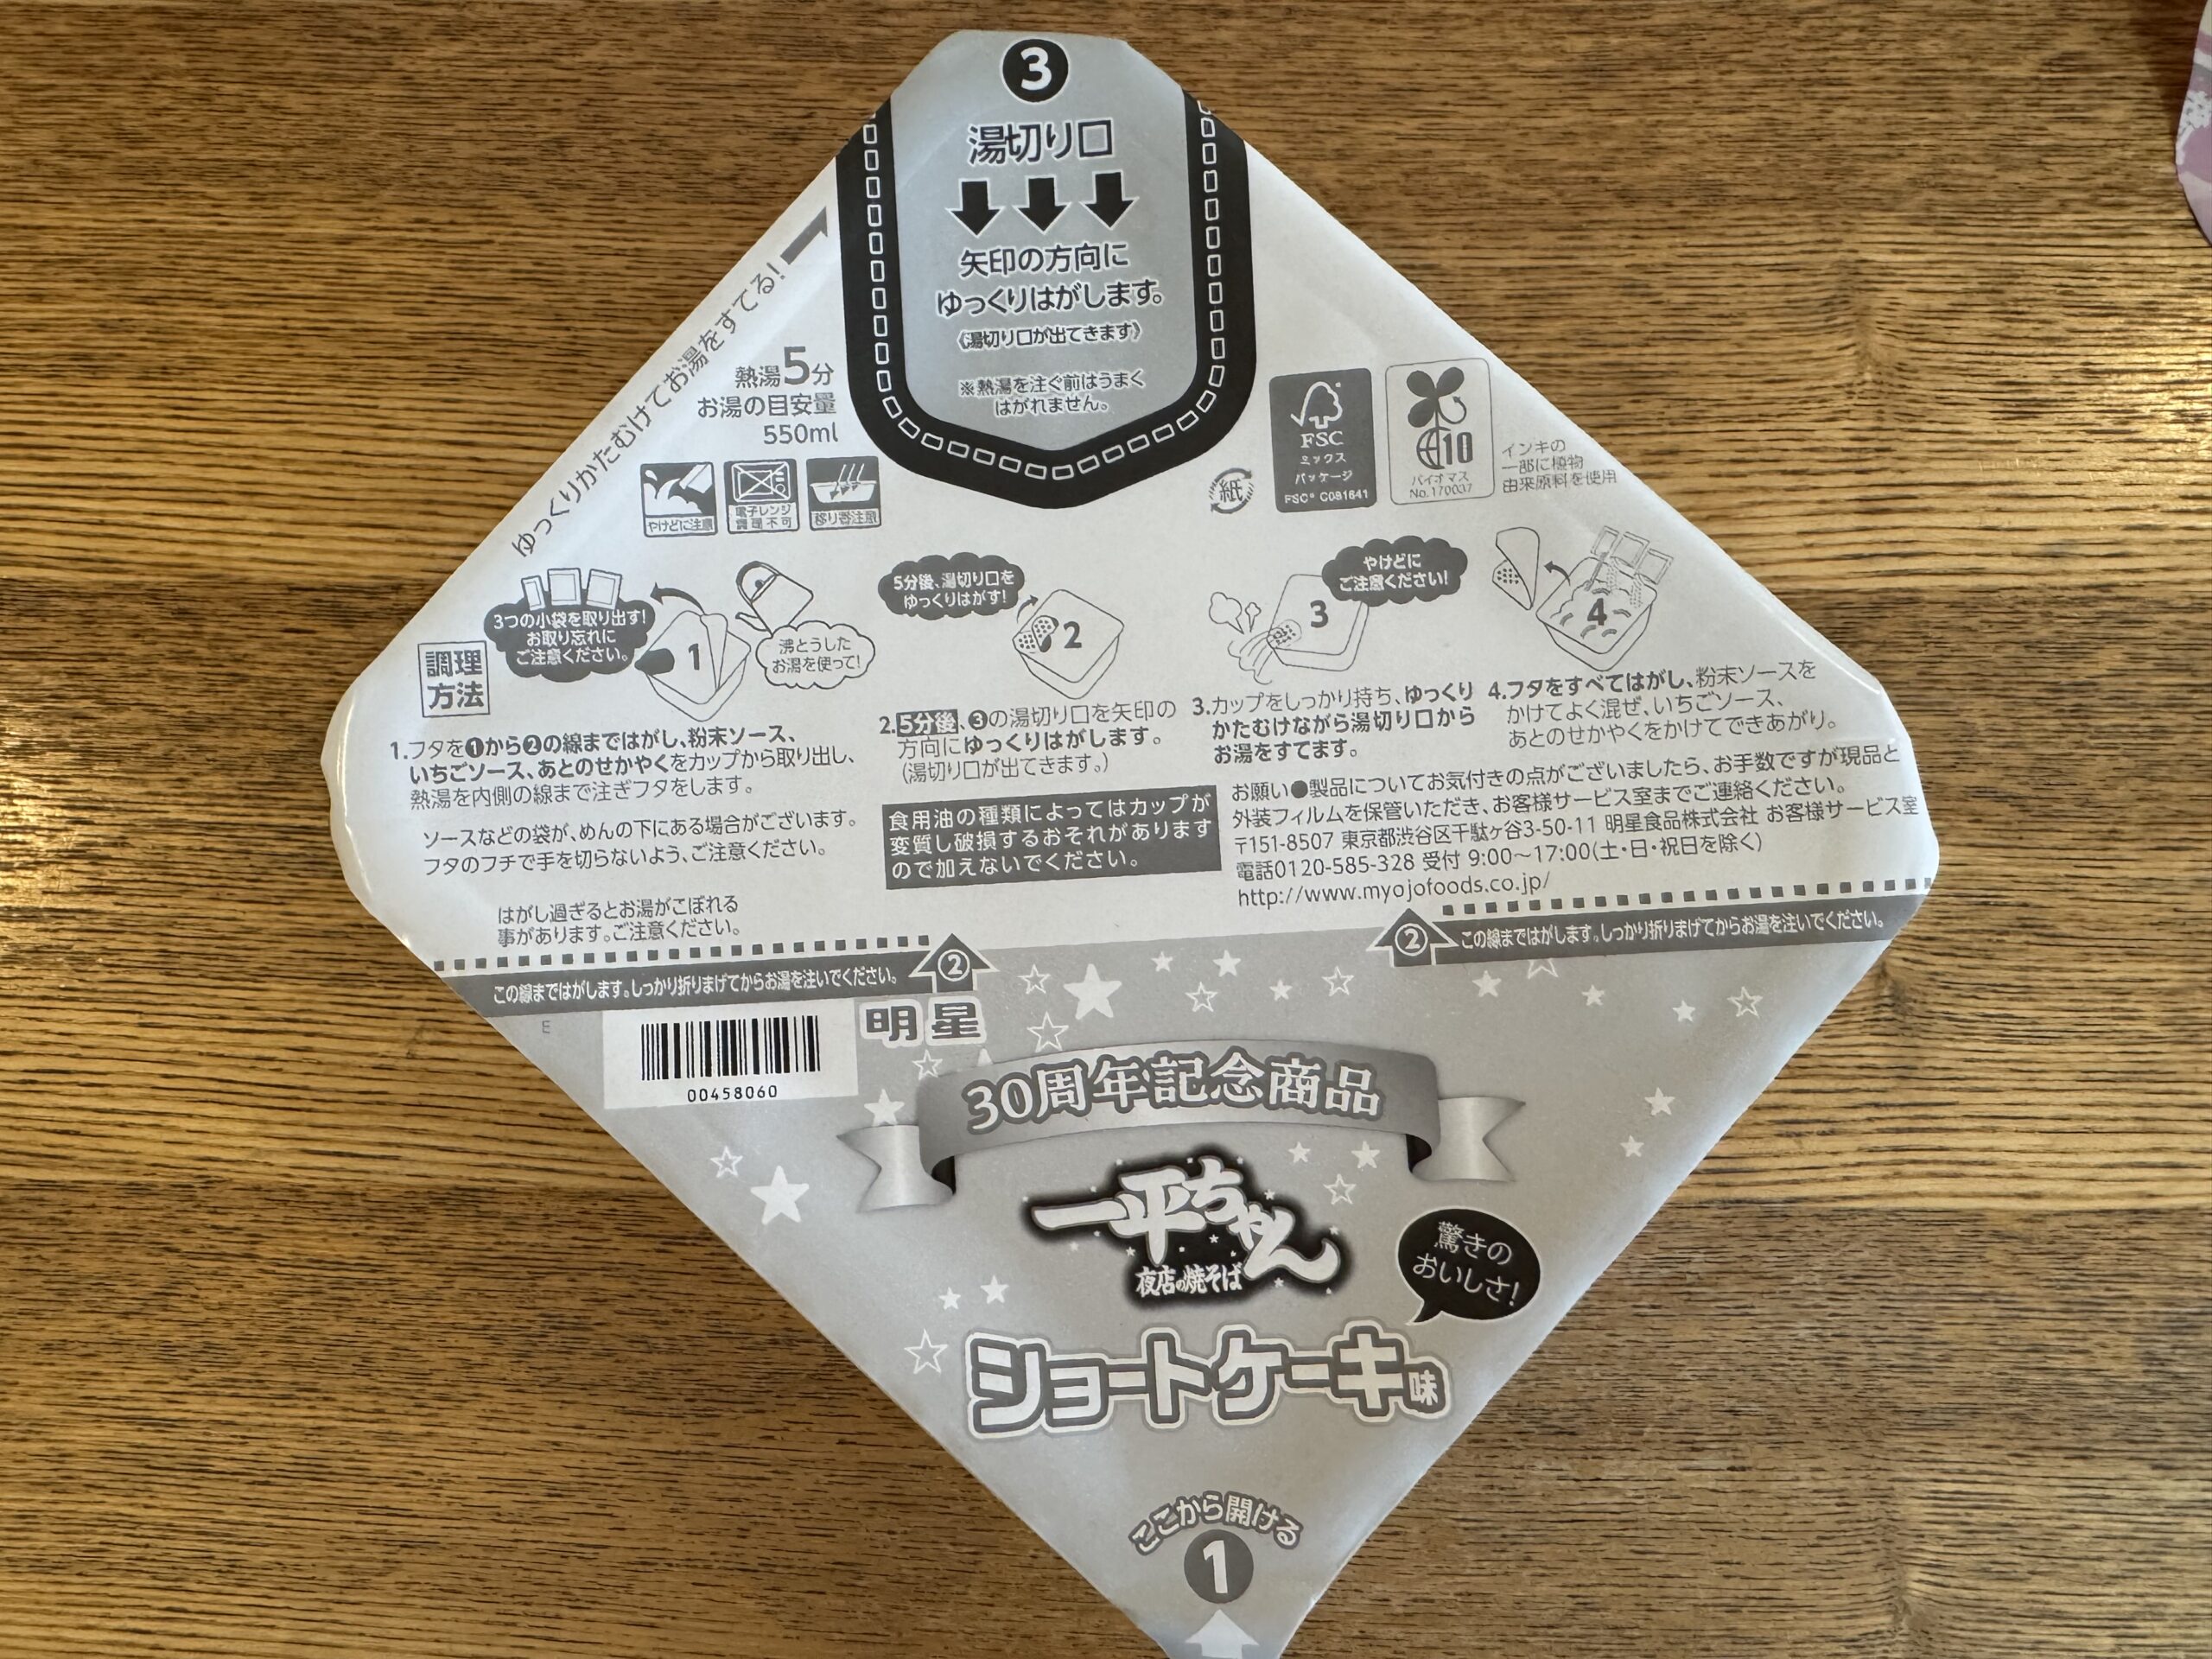 3
湯切り口
矢印の方向に
ゆっくりはがします。
《湯切り口が出てきます》
※熱湯を注ぐ前はうまく
はがれません。
ゆっくりかたむけてお湯をすてる!
熱湯5分
お湯の目安量
550ml
やけどに注意
電子レンジ
調理不可
移り香注意
紙
FSC
ミックス
パッケージ
FSC® C081641
10
バイオマス
No.170037
インキの
一部に植物
由来原料を使用
調理
方法
3つの小袋を取り出す!
お取り忘れに
ご注意ください。
1
沸とうした
お湯を使って!
5分後、湯切り口を
ゆっくりはがす!
2
やけどに
ご注意ください!
3
4
1.フタを❶から❷の線まではがし、粉末ソース、
いちごソース、あとのせかやくをカップから取り出し、
熱湯を内側の線まで注ぎフタをします。
ソースなどの袋が、めんの下にある場合がございます。
フタのフチで手を切らないよう、ご注意ください。
2.5分後、❸の湯切り口を矢印の
方向にゆっくりはがします。
(湯切り口が出てきます。)
食用油の種類によってはカップが
変質し破損するおそれがあります
ので加えないでください。
3.カップをしっかり持ち、ゆっくり
かたむけながら湯切り口から
お湯をすてます。
4.フタをすべてはがし、粉末ソースを
かけてよく混ぜ、いちごソース、
あとのせかやくをかけてできあがり。
お願い●製品についてお気付きの点がございましたら、お手数ですが現品と
外装フィルムを保管いただき、お客様サービス室までご連絡ください。
〒151-8507 東京都渋谷区千駄ヶ谷3-50-11 明星食品株式会社 お客様サービス室
電話0120-585-328 受付 9:00〜17:00(土・日・祝日を除く)
http://www.myojofoods.co.jp/
はがし過ぎるとお湯がこぼれる
事があります。ご注意ください。
この線まではがします。しっかり折りまげてからお湯を注いでください。
②
②
この線まではがします。しっかり折りまげてからお湯を注いでください。
E
00458060
明星
30周年記念商品
一平ちゃん
夜店の焼そば
驚きの
おいしさ!
ショートケーキ味
ここから開ける
1